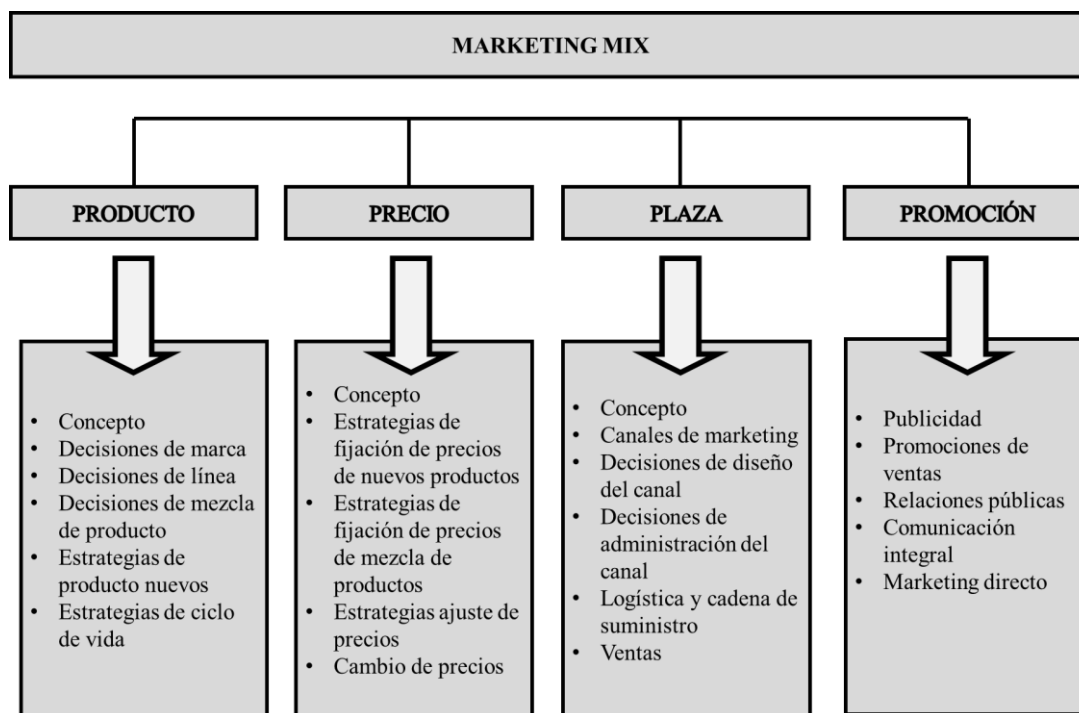 MARKETING MIX
PRODUCTO
PRECIO
PLAZA
PROMOCIÓN
• Concepto
• Decisiones de marca
• Decisiones de línea
• Decisiones de mezcla
de producto
• Estrategias de
producto nuevos
• Estrategias de ciclo
de vida
• Concepto
• Estrategias de
fijación de precios
de nuevos productos
• Estrategias de
fijación de precios
de mezcla de
productos
• Estrategias ajuste de
precios
• Cambio de precios
• Concepto
• Canales de marketing
• Decisiones de diseño
del canal
• Decisiones de
administración del
canal
• Logística y cadena de
suministro
• Ventas
• Publicidad
• Promociones de
ventas
• Relaciones públicas
• Comunicación
integral
• Marketing directo